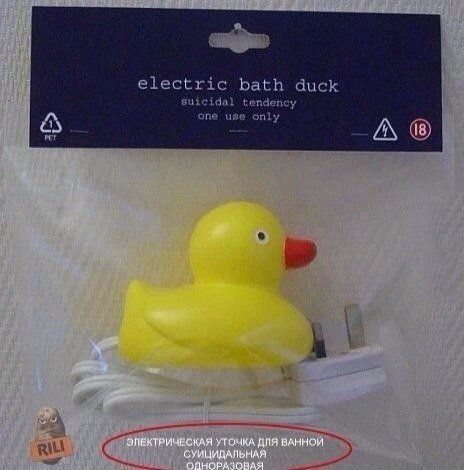 electric bath duck
suicidal tendency
one use only
1
PET
18
RILI
ЭЛЕКТРИЧЕСКАЯ УТОЧКА ДЛЯ ВАННОЙ
СУИЦИДАЛЬНАЯ
ОДНОРАЗОВАЯ